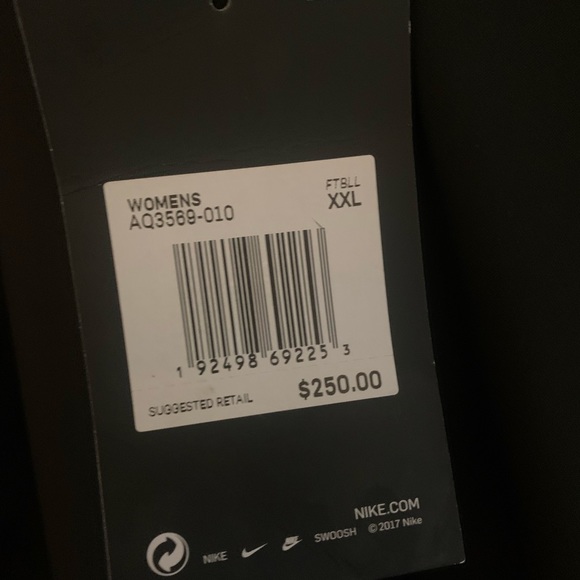 WOMENS
AQ3569-010
FTBLL
XXL
1 92498 69225 3
SUGGESTED RETAIL
$250.00
NIKE.COM
NIKE SWOOSH © 2017 Nike